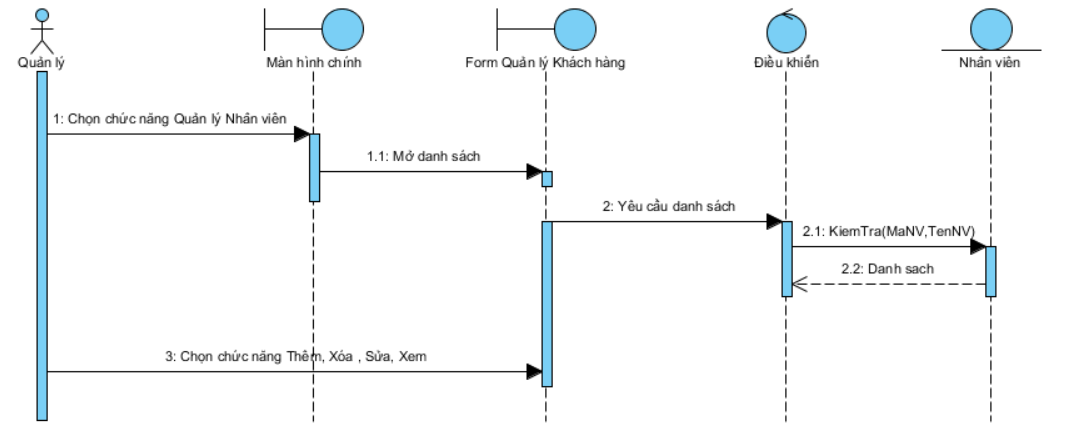 Quản lý
Màn hình chính
Form Quản lý Khách hàng
Điều khiển
Nhân viên
1: Chọn chức năng Quản lý Nhân viên
1.1: Mở danh sách
2: Yêu cầu danh sách
2.1: KiemTra(MaNV,TenNV)
2.2: Danh sach
3: Chọn chức năng Thêm, Xóa , Sửa, Xem